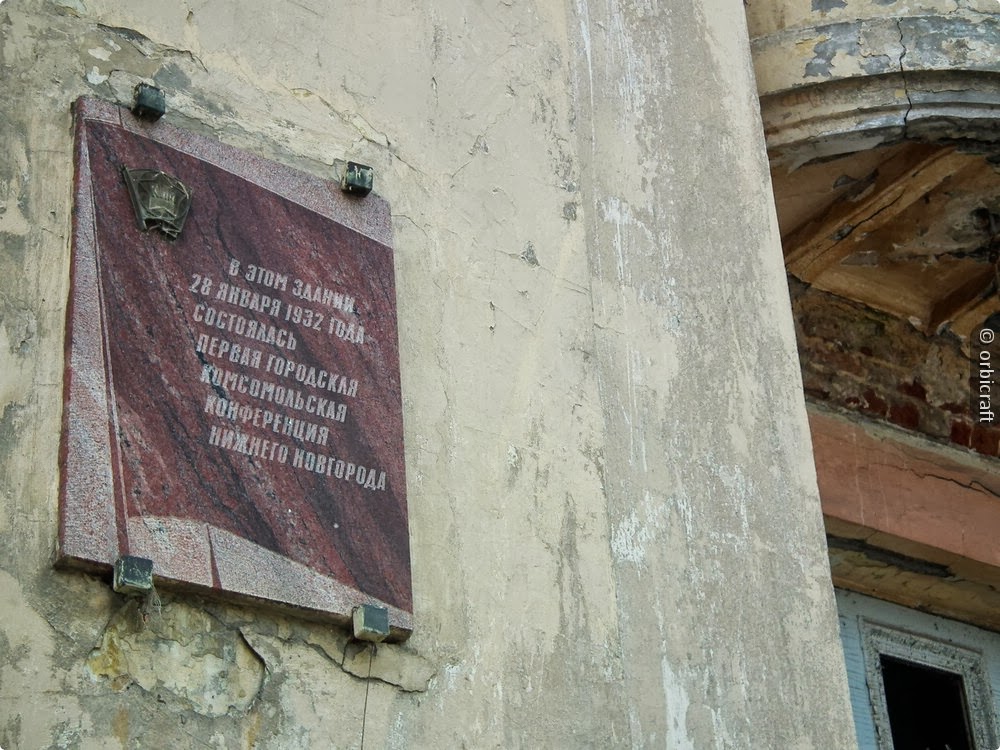 В ЭТОМ ЗДАНИИ
28 ЯНВАРЯ 1932 ГОДА
СОСТОЯЛАСЬ
ПЕРВАЯ ГОРОДСКАЯ
КОМСОМОЛЬСКАЯ
КОНФЕРЕНЦИЯ
НИЖНЕГО НОВГОРОДА
© orbicraft